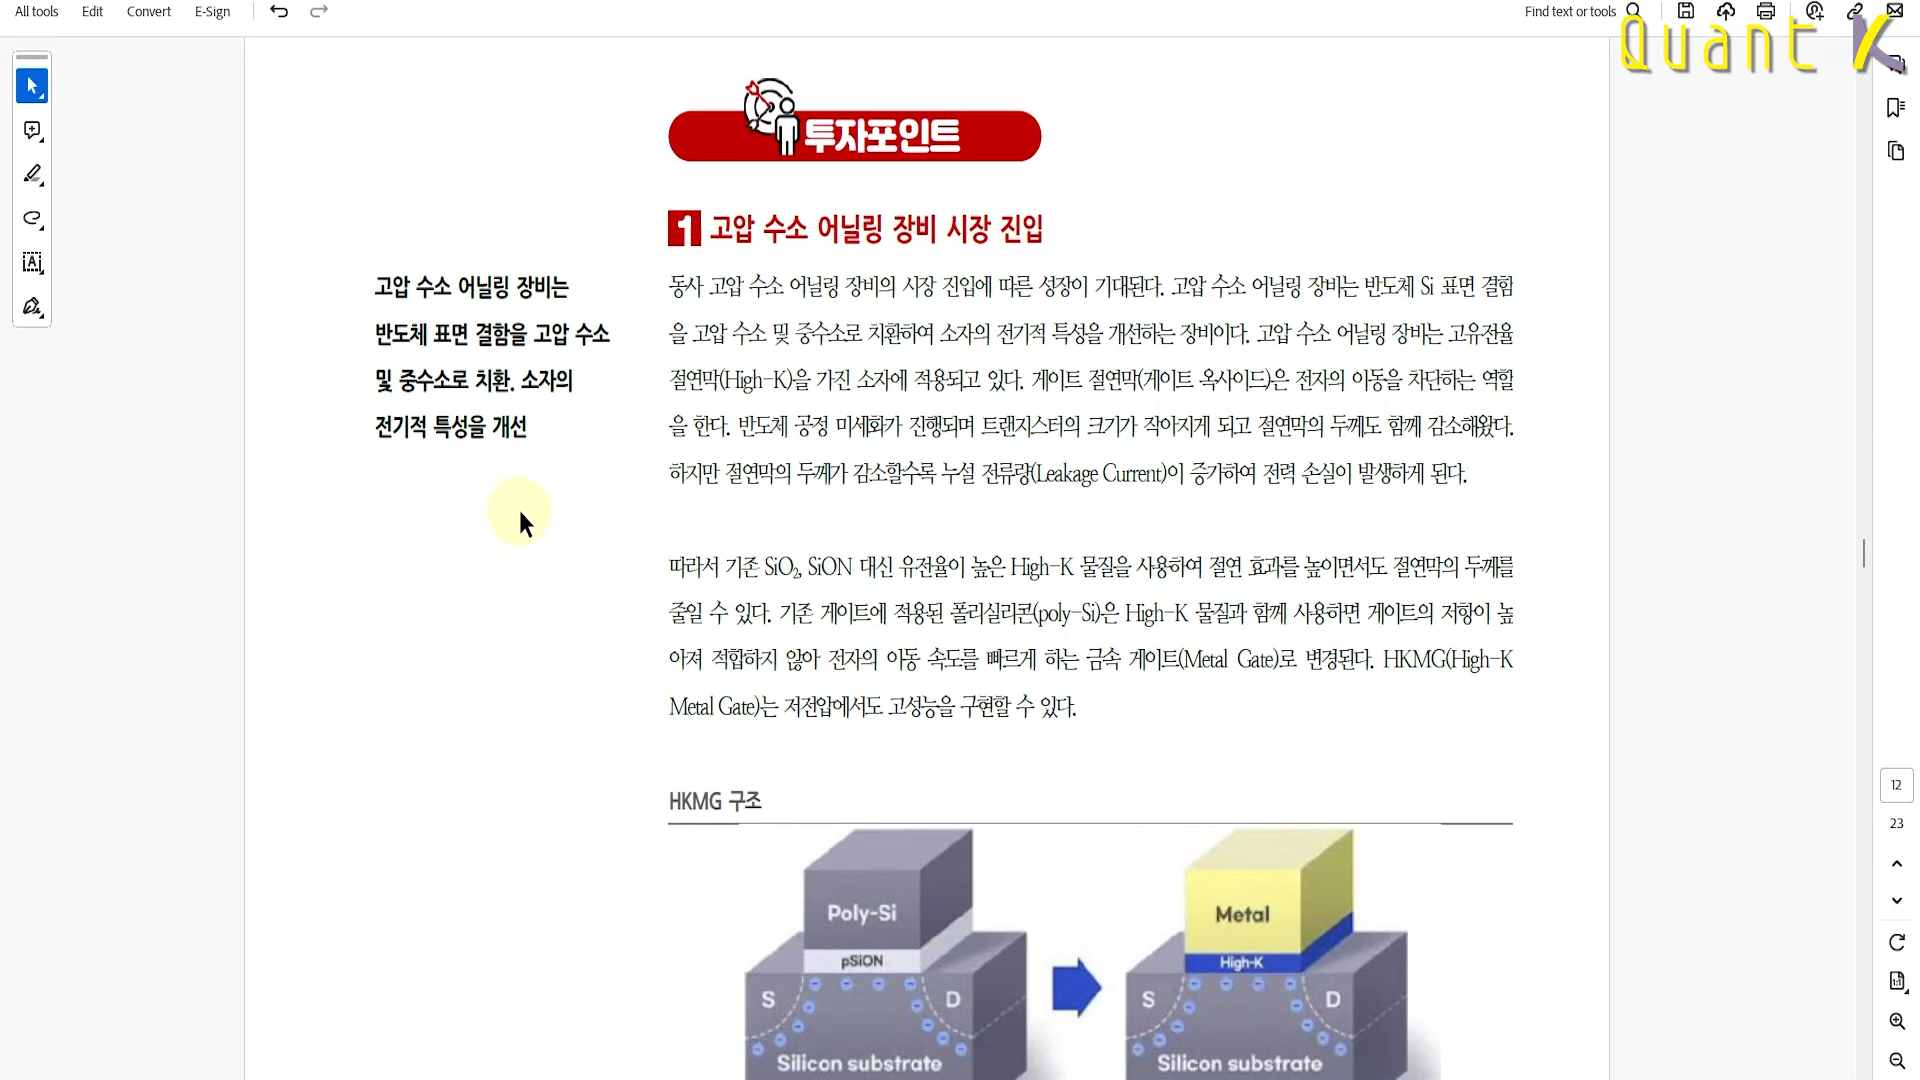 All tools Edit Convert E-Sign Find text or tools
Quant K
투자포인트
1 고압 수소 어닐링 장비 시장 진입
고압 수소 어닐링 장비는
반도체 표면 결함을 고압 수소
및 중수소로 치환. 소자의
전기적 특성을 개선
동사 고압 수소 어닐링 장비의 시장 진입에 따른 성장이 기대된다. 고압 수소 어닐링 장비는 반도체 Si 표면 결함
을 고압 수소 및 중수소로 치환하여 소자의 전기적 특성을 개선하는 장비이다. 고압 수소 어닐링 장비는 고유전율
절연막(High-K)을 가진 소자에 적용되고 있다. 게이트 절연막(게이트 옥사이드)은 전자의 이동을 차단하는 역할
을 한다. 반도체 공정 미세화가 진행되며 트랜지스터의 크기가 작아지게 되고 절연막의 두께도 함께 감소해왔다.
하지만 절연막의 두께가 감소할수록 누설 전류량(Leakage Current)이 증가하여 전력 손실이 발생하게 된다.
따라서 기존 SiO₂, SiON 대신 유전율이 높은 High-K 물질을 사용하여 절연 효과를 높이면서도 절연막의 두께를
줄일 수 있다. 기존 게이트에 적용된 폴리실리콘(poly-Si)은 High-K 물질과 함께 사용하면 게이트의 저항이 높
아져 적합하지 않아 전자의 이동 속도를 빠르게 하는 금속 게이트(Metal Gate)로 변경된다. HKMG(High-K
Metal Gate)는 저전압에서도 고성능을 구현할 수 있다.
HKMG 구조
Poly-Si
pSiON
S D
Silicon substrate
Metal
High-K
S D
Silicon substrate
12
23